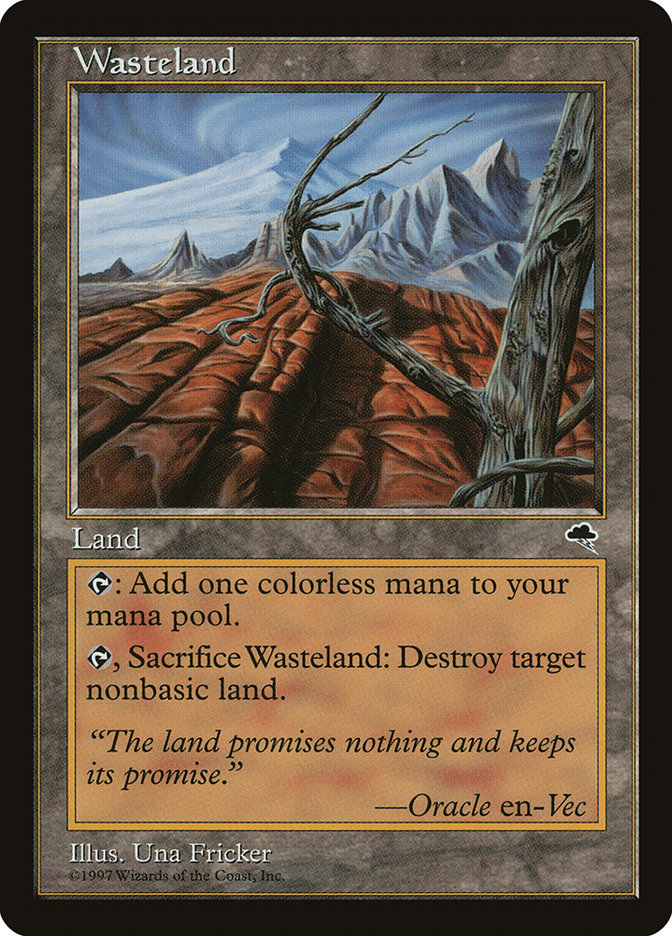 Wasteland
Land
: Add one colorless mana to your
mana pool.
, Sacrifice Wasteland: Destroy target
nonbasic land.
“The land promises nothing and keeps
its promise.”
—Oracle en-Vec
Illus. Una Fricker
©1997 Wizards of the Coast, Inc.